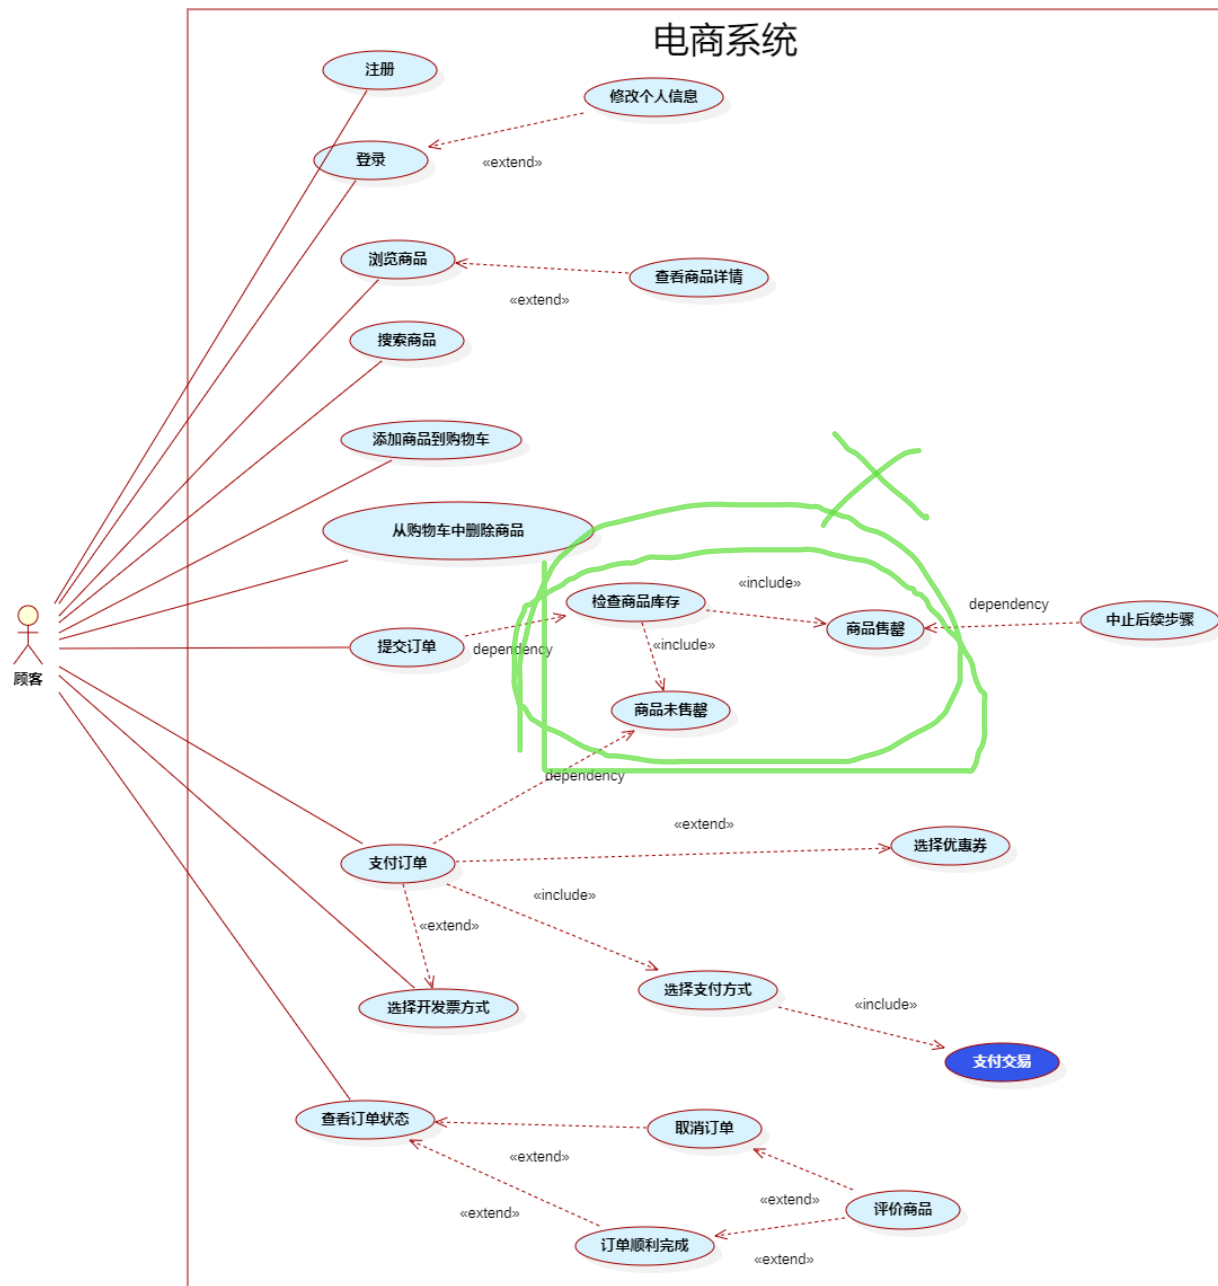 电商系统
注册
修改个人信息
登录
«extend»
浏览商品
查看商品详情
«extend»
搜索商品
添加商品到购物车
从购物车中删除商品
«include»
检查商品库存
dependency
商品售罄
中止后续步骤
提交订单
dependency
«include»
顾客
商品未售罄
dependency
«extend»
选择优惠券
支付订单
«include»
«extend»
选择支付方式
选择开发票方式
«include»
支付交易
查看订单状态
取消订单
«extend»
«extend»
评价商品
«extend»
订单顺利完成
«extend»